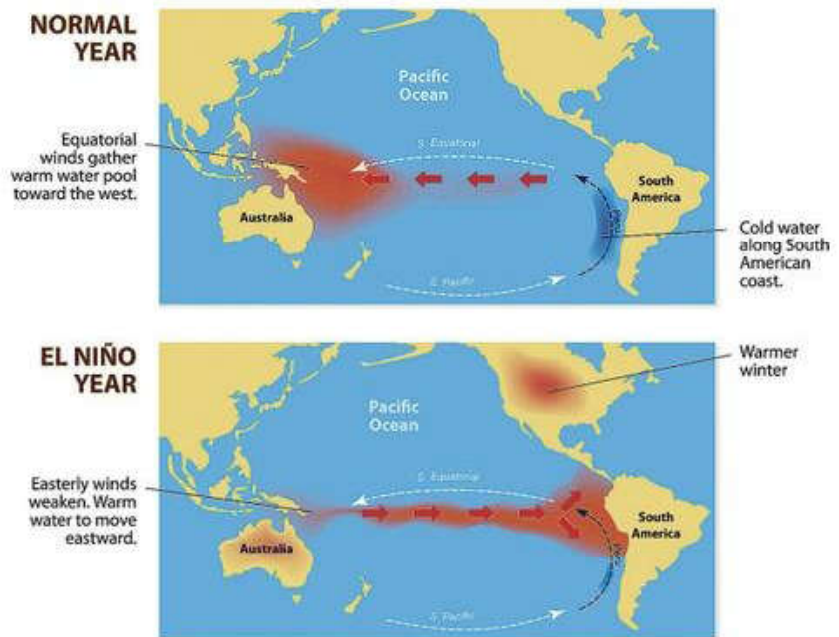 NORMAL
YEAR
Pacific
Ocean
Equatorial
winds gather
warm water pool
toward the west.
S. Equatorial
South
America
Australia
Peru
Cold water
along South
American
coast.
S. Pacific
EL NIÑO
YEAR
Warmer
winter
Pacific
Ocean
Easterly winds
weaken. Warm
water to move
eastward.
S. Equatorial
South
America
Australia
Peru
S. Pacific